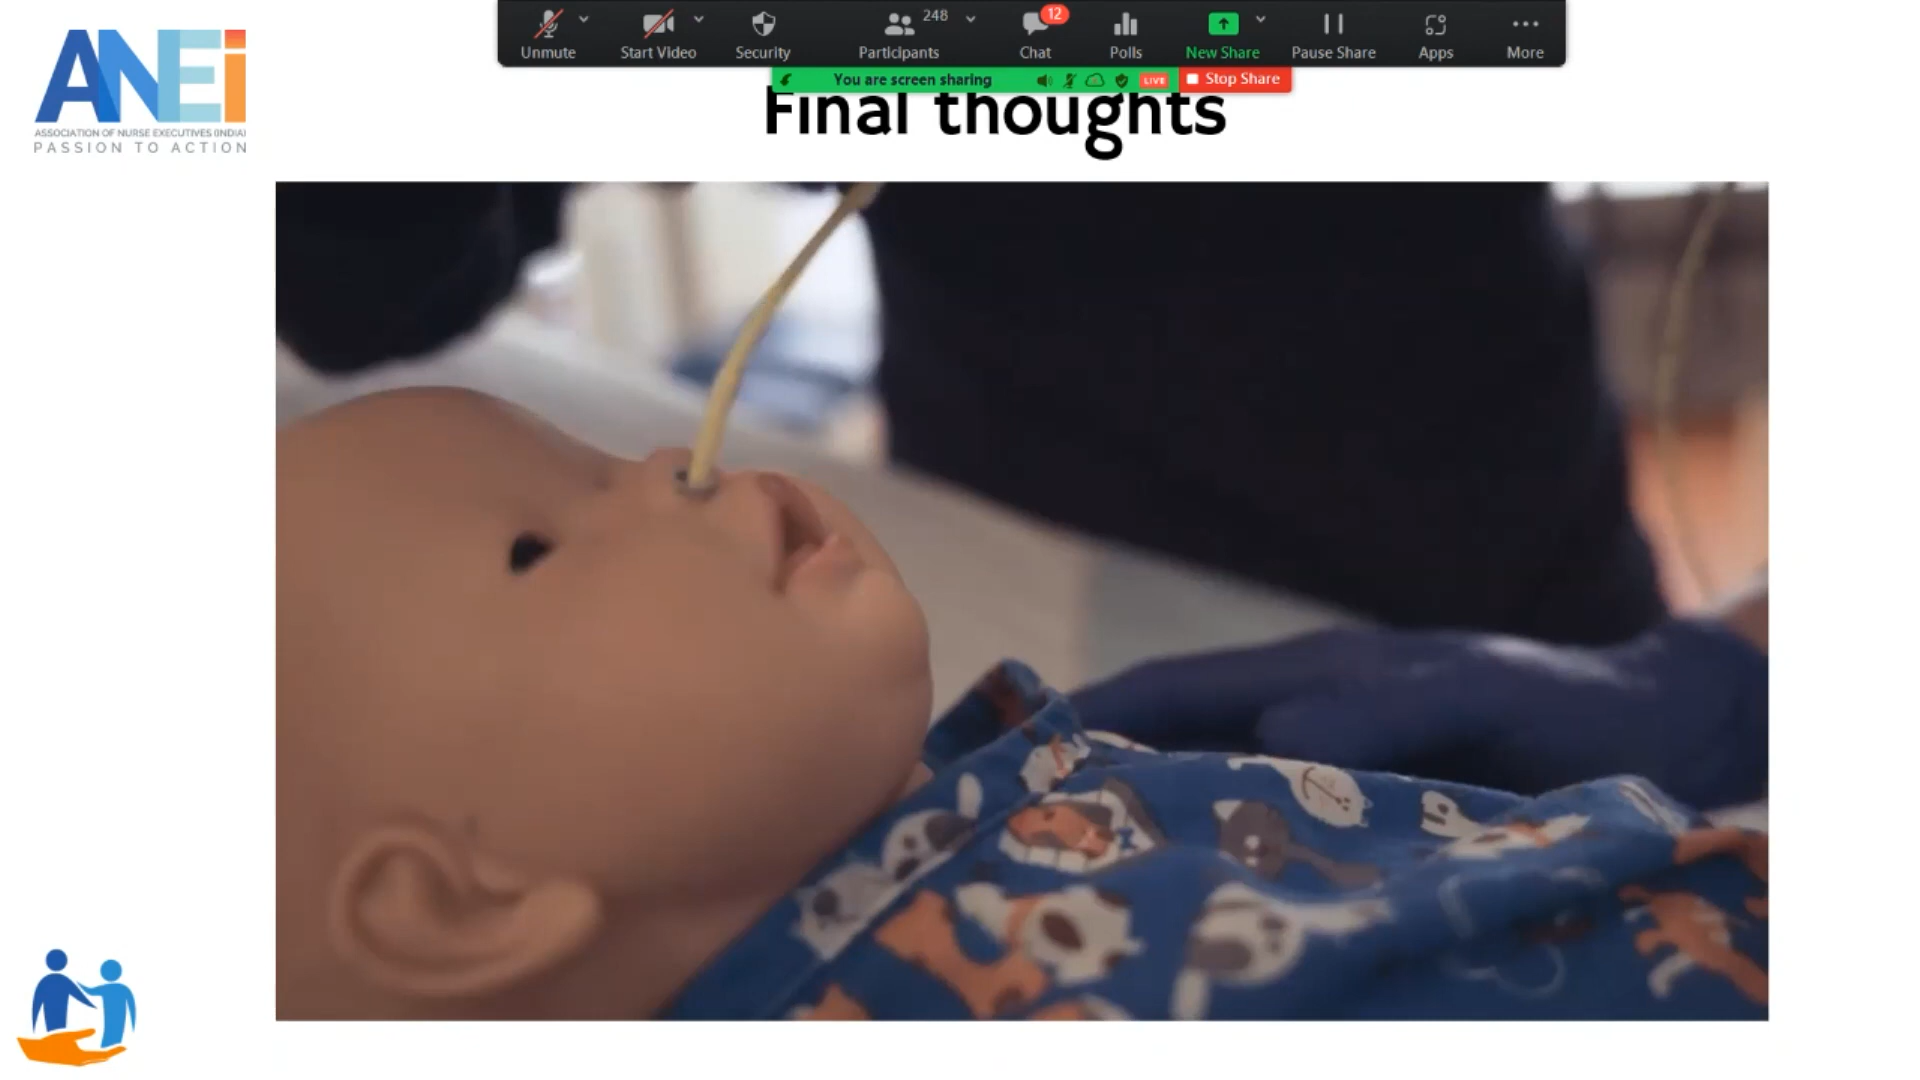 ANEi
ASSOCIATION OF NURSE EXECUTIVES (INDIA)
PASSION TO ACTION
Unmute
Start Video
Security
248
Participants
12
Chat
Polls
New Share
Pause Share
Apps
More
You are screen sharing
LIVE
Stop Share
Final thoughts